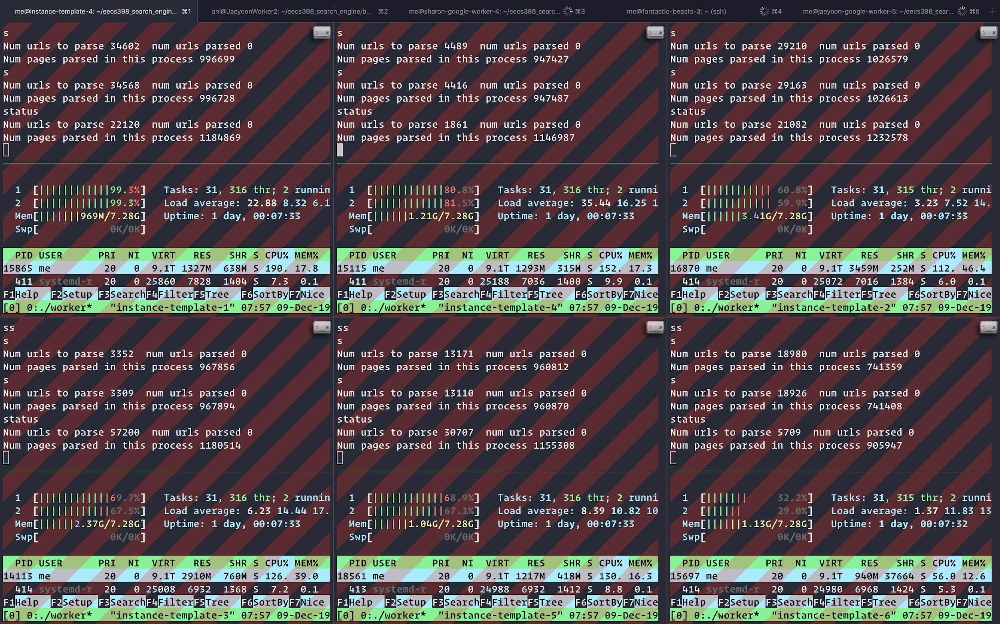 me@instance-template-4: ~/eecs398_search_engin... ⌘1
ani@JaeyoonWorker2: ~/eecs398_search_engine/b... ⌘2
me@sharon-google-worker-4: ~/eecs398_searc... ⌘3
me@fantastic-beasts-3: ~ (ssh) ⌘4
me@jaeyoon-google-worker-5: ~/eecs398_sear... ⌘5 +
s
Num urls to parse 34602  num urls parsed 0
Num pages parsed in this process 996699
s
Num urls to parse 34568  num urls parsed 0
Num pages parsed in this process 996728
status
Num urls to parse 22120  num urls parsed 0
Num pages parsed in this process 1184869
1 [||||||||||||99.3%] Tasks: 31, 316 thr; 2 runnin
2 [||||||||||||99.3%] Load average: 22.88 8.32 6.1
Mem[|||||||969M/7.28G] Uptime: 1 day, 00:07:33
Swp[ 0K/0K]
PID USER PRI NI VIRT RES SHR S CPU% MEM%
15865 me 20 0 9.1T 1327M 638M S 190. 17.8
411 systemd-r 20 0 25860 7828 1404 S 7.3 0.1
F1Help F2Setup F3SearchF4FilterF5Tree F6SortByF7Nice
[0] 0:./worker* "instance-template-1" 07:57 09-Dec-19
s
Num urls to parse 4489  num urls parsed 0
Num pages parsed in this process 947427
s
Num urls to parse 4416  num urls parsed 0
Num pages parsed in this process 947487
status
Num urls to parse 1861  num urls parsed 0
Num pages parsed in this process 1146987
1 [||||||||||||80.8%] Tasks: 31, 316 thr; 2 runni
2 [||||||||||||81.5%] Load average: 35.44 16.25 1
Mem[||||||1.21G/7.28G] Uptime: 1 day, 00:07:33
Swp[ 0K/0K]
PID USER PRI NI VIRT RES SHR S CPU% MEM%
15115 me 20 0 9.1T 1293M 315M S 152. 17.3
411 systemd-r 20 0 25188 7036 1400 S 9.9 0.1
F1Help F2Setup F3SearchF4FilterF5Tree F6SortByF7Nice
[0] 0:./worker* "instance-template-4" 07:57 09-Dec-19
s
Num urls to parse 29210  num urls parsed 0
Num pages parsed in this process 1026579
s
Num urls to parse 29163  num urls parsed 0
Num pages parsed in this process 1026613
status
Num urls to parse 21082  num urls parsed 0
Num pages parsed in this process 1232578
1 [||||||||||| 60.8%] Tasks: 31, 315 thr; 2 runni
2 [||||||||||| 59.9%] Load average: 3.23 7.52 14.
Mem[||||||3.41G/7.28G] Uptime: 1 day, 00:07:33
Swp[ 0K/0K]
PID USER PRI NI VIRT RES SHR S CPU% MEM%
16870 me 20 0 9.1T 3459M 252M S 112. 46.4
414 systemd-r 20 0 25072 7016 1384 S 6.0 0.1
F1Help F2Setup F3SearchF4FilterF5Tree F6SortByF7Nice
[0] 0:./worker* "instance-template-2" 07:57 09-Dec-19
ss
s
Num urls to parse 3352  num urls parsed 0
Num pages parsed in this process 967856
s
Num urls to parse 3309  num urls parsed 0
Num pages parsed in this process 967894
status
Num urls to parse 57200  num urls parsed 0
Num pages parsed in this process 1180514
1 [||||||||||||69.7%] Tasks: 31, 316 thr; 2 runnin
2 [||||||||||||67.5%] Load average: 6.23 14.44 17.
Mem[||||||2.37G/7.28G] Uptime: 1 day, 00:07:33
Swp[ 0K/0K]
PID USER PRI NI VIRT RES SHR S CPU% MEM%
14113 me 20 0 9.1T 2910M 760M S 126. 39.0
414 systemd-r 20 0 25008 6932 1368 S 7.2 0.1
F1Help F2Setup F3SearchF4FilterF5Tree F6SortByF7Nice
[0] 0:./worker* "instance-template-3" 07:57 09-Dec-19
ss
s
Num urls to parse 13171  num urls parsed 0
Num pages parsed in this process 960812
s
Num urls to parse 13110  num urls parsed 0
Num pages parsed in this process 960870
status
Num urls to parse 30707  num urls parsed 0
Num pages parsed in this process 1155308
1 [||||||||||||68.9%] Tasks: 31, 316 thr; 2 runni
2 [||||||||||||67.1%] Load average: 8.39 10.82 10
Mem[||||||1.04G/7.28G] Uptime: 1 day, 00:07:33
Swp[ 0K/0K]
PID USER PRI NI VIRT RES SHR S CPU% MEM%
18561 me 20 0 9.1T 1217M 418M S 130. 16.3
413 systemd-r 20 0 24988 6932 1412 S 8.8 0.1
F1Help F2Setup F3SearchF4FilterF5Tree F6SortByF7Nice
[0] 0:./worker* "instance-template-5" 07:57 09-Dec-19
ss
s
Num urls to parse 18980  num urls parsed 0
Num pages parsed in this process 741359
s
Num urls to parse 18926  num urls parsed 0
Num pages parsed in this process 741408
status
Num urls to parse 5709  num urls parsed 0
Num pages parsed in this process 905947
1 [||||||| 32.2%] Tasks: 31, 315 thr; 2 runni
2 [|||||| 29.0%] Load average: 1.37 11.83 13
Mem[||||||1.13G/7.28G] Uptime: 1 day, 00:07:32
Swp[ 0K/0K]
PID USER PRI NI VIRT RES SHR S CPU% MEM%
15697 me 20 0 9.1T 940M 37664 S 56.0 12.6
414 systemd-r 20 0 24980 6968 1424 S 5.3 0.1
F1Help F2Setup F3SearchF4FilterF5Tree F6SortByF7Nice
[0] 0:./worker* "instance-template-6" 07:57 09-Dec-19